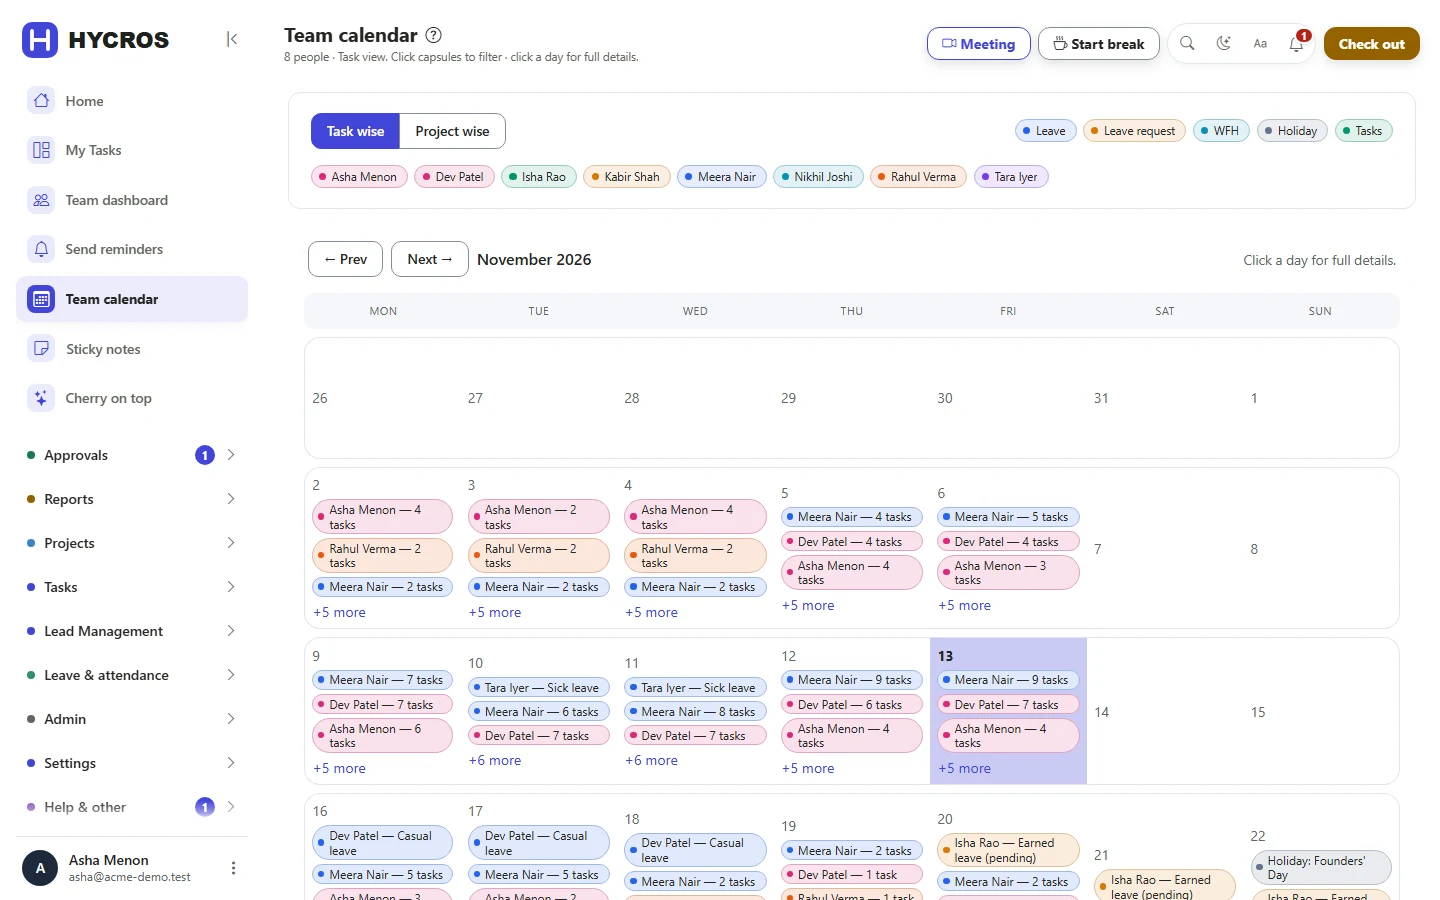 HYCROS
Team calendar ?
8 people · Task view. Click capsules to filter · click a day for full details.
Meeting
Start break
Aa
1
Check out
Home
My Tasks
Team dashboard
Send reminders
Team calendar
Sticky notes
Cherry on top
Approvals 1
Reports
Projects
Tasks
Lead Management
Leave & attendance
Admin
Settings
Help & other 1
A
Asha Menon
asha@acme-demo.test
Task wise
Project wise
Leave
Leave request
WFH
Holiday
Tasks
Asha Menon
Dev Patel
Isha Rao
Kabir Shah
Meera Nair
Nikhil Joshi
Rahul Verma
Tara Iyer
← Prev
Next →
November 2026
Click a day for full details.
MON TUE WED THU FRI SAT SUN
26 27 28 29 30 31 1
2
Asha Menon — 4
tasks
Rahul Verma — 2
tasks
Meera Nair — 2 tasks
+5 more
3
Asha Menon — 2
tasks
Rahul Verma — 2
tasks
Meera Nair — 2 tasks
+5 more
4
Asha Menon — 4
tasks
Rahul Verma — 2
tasks
Meera Nair — 2 tasks
+5 more
5
Meera Nair — 4 tasks
Dev Patel — 4 tasks
Asha Menon — 4
tasks
+5 more
6
Meera Nair — 5 tasks
Dev Patel — 4 tasks
Asha Menon — 3
tasks
+5 more
7
8
9
Meera Nair — 7 tasks
Dev Patel — 7 tasks
Asha Menon — 6
tasks
+5 more
10
Tara Iyer — Sick leave
Meera Nair — 6 tasks
Dev Patel — 7 tasks
+6 more
11
Tara Iyer — Sick leave
Meera Nair — 8 tasks
Dev Patel — 7 tasks
+6 more
12
Meera Nair — 9 tasks
Dev Patel — 6 tasks
Asha Menon — 4
tasks
+5 more
13
Meera Nair — 9 tasks
Dev Patel — 7 tasks
Asha Menon — 4
tasks
+5 more
14
15
16
Dev Patel — Casual
leave
Meera Nair — 5 tasks
Asha Menon — 3
17
Dev Patel — Casual
leave
Meera Nair — 5 tasks
Asha Menon — 2
18
Dev Patel — Casual
leave
Meera Nair — 2 tasks
19
Meera Nair — 2 tasks
Dev Patel — 1 task
Rahul Verma — 1 task
20
Isha Rao — Earned
leave (pending)
Meera Nair — 2 tasks
21
Isha Rao — Earned
leave (pending)
22
Holiday: Founders'
Day
Isha Rao — Earned